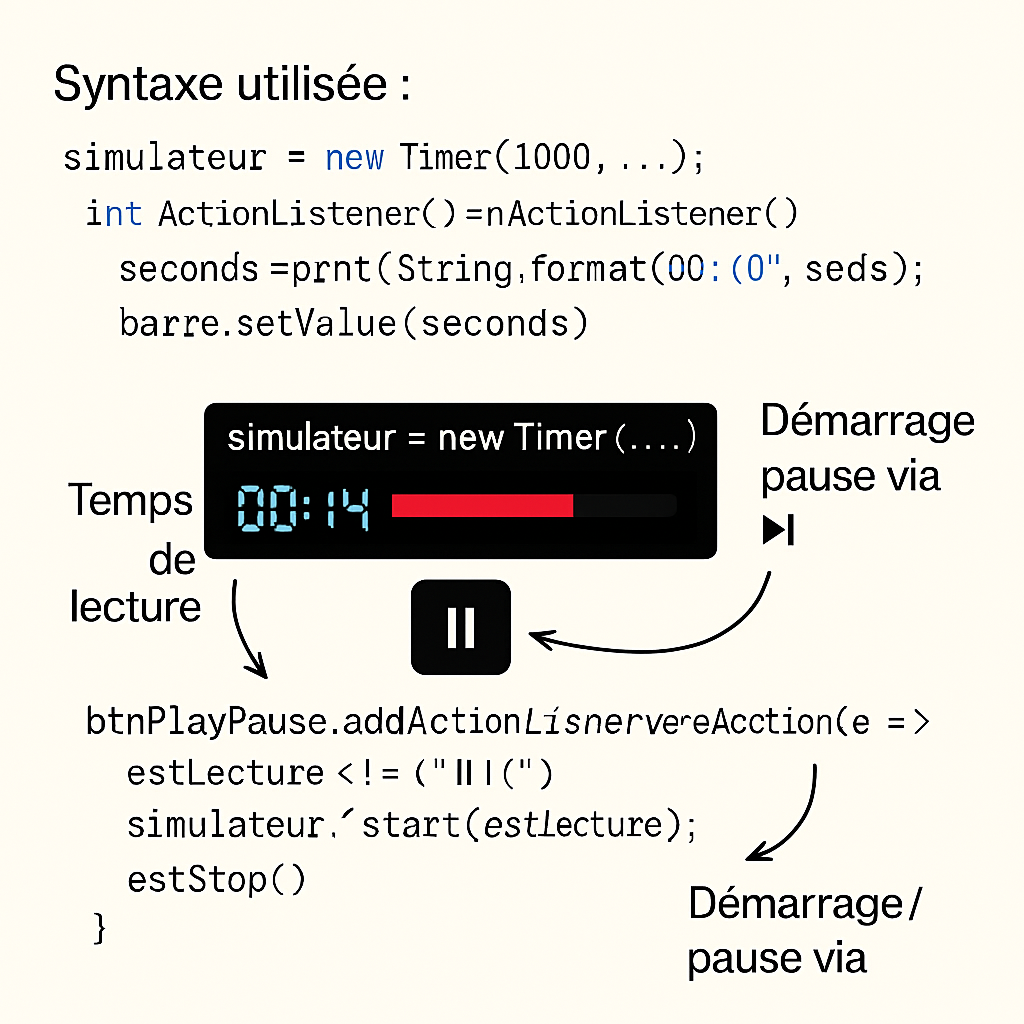 Syntaxe utilisée :
simulateur = new Timer(1000, ...);
int ActionListener()=nActionListener()
seconds =prnt(String,format(00:(0", seds);
barre.setValue(seconds)
simulateur = new Timer (....)
00:14
Temps
de
lecture
Démarrage
pause via
btnPlayPause.addActionLisnervereAcction(e =>
estLecture <!= ("II|(")
simulateur.´start(estlecture);
estStop()
}
Démarrage/
pause via